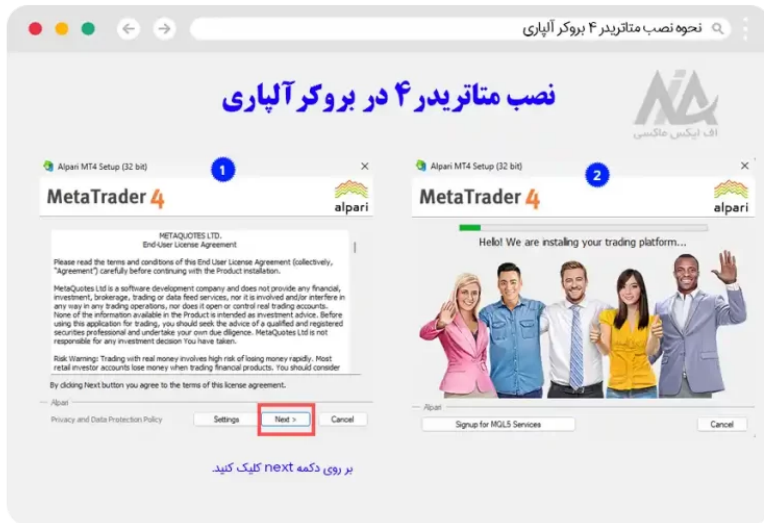 نحوه نصب متاتریدر ۴ بروکر آلپاری
نصب متاتریدر ۴ در بروکر آلپاری
اف ایکس ماکسی
Alpari MT4 Setup (32 bit)
1
MetaTrader 4
alpari
METAQUOTES LTD.
End-User License Agreement
Please read the terms and conditions of this End User License Agreement (collectively,
"Agreement") carefully before continuing with the Product installation.
MetaQuotes Ltd is a software development company and does not provide any financial,
investment, brokerage, trading or data feed services, nor it is involved and/or interfere in
any way in any trading operations, nor does it open or control real trading accounts.
None of the information available in the Product is intended as investment advice. Before
using this application for trading, you should seek the advice of a qualified and registered
securities professional and undertake your own due diligence. MetaQuotes Ltd is not
responsible for any investment decision You have taken.
Risk Warning: Trading with real money involves high risk of losing money rapidly. Most
retail investor accounts lose money when trading financial products. You should consider
By clicking Next button you agree to the terms of this license agreement.
Alpari
Privacy and Data Protection Policy
Settings
Next >
Cancel
بر روی دکمه next کلیک کنید.
Alpari MT4 Setup (32 bit)
2
MetaTrader 4
alpari
Hello! We are installing your trading platform...
Alpari
Signup for MQL5 Services
Cancel